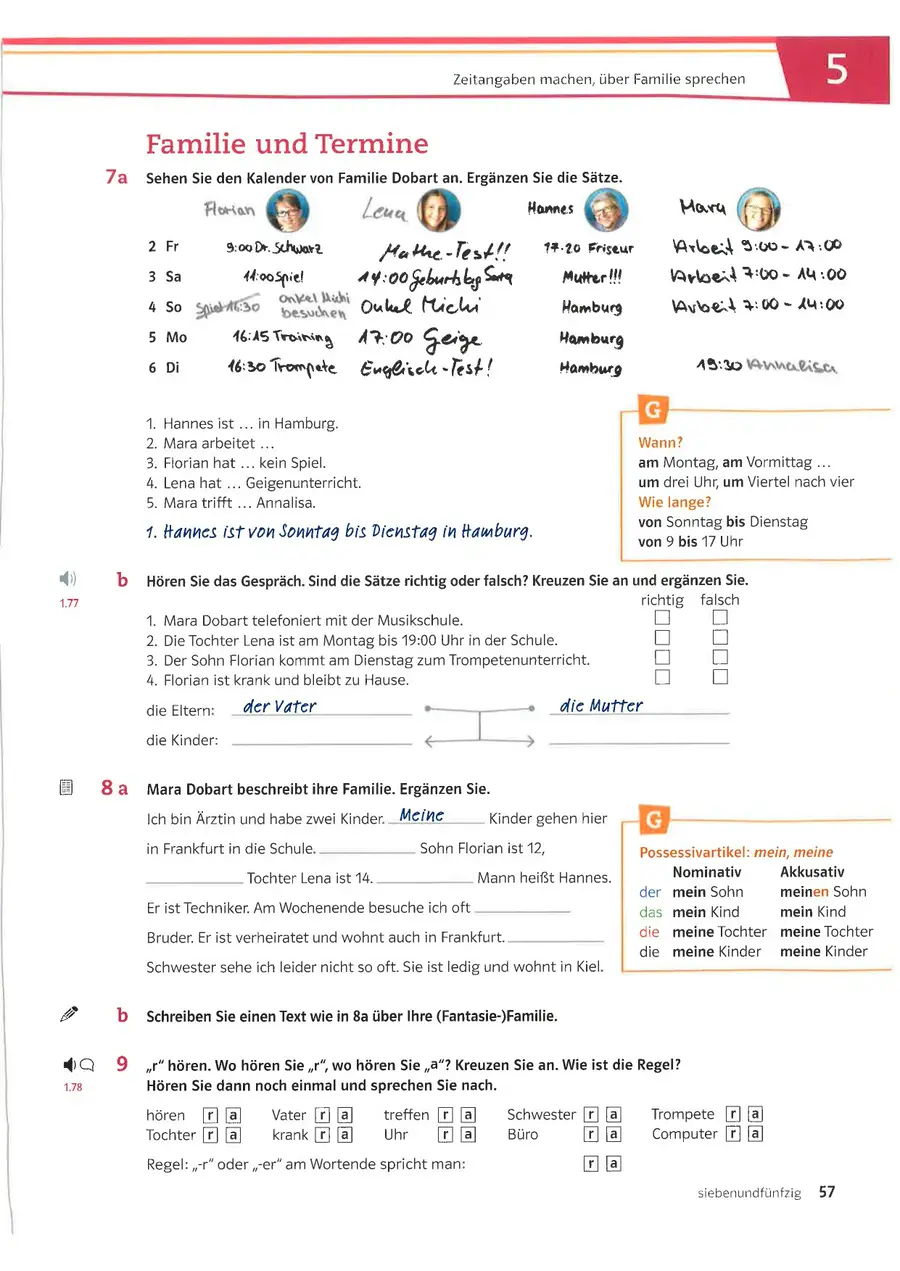 Zeitangaben machen, über Familie sprechen
5
Familie und Termine
7a Sehen Sie den Kalender von Familie Dobart an. Ergänzen Sie die Sätze.
Florian Lena Hannes Mara
2 Fr 9:00 Dr. Schwarz Mathe-Test!! 17:20 Friseur Arbeit 9:00 - 17:00
3 Sa 11:00 Spiel 14:00 Geburtstag Mutter!!! Arbeit 7:00 - 14:00
4 So Spiel 16:30 Onkel Michi besuchen Onkel Michi Hamburg Arbeit 7:00 - 14:00
5 Mo 16:15 Training 17:00 Geige Hamburg
6 Di 16:30 Trompete Englisch-Test! Hamburg 19:30 Annalisa
1. Hannes ist ... in Hamburg.
2. Mara arbeitet ...
3. Florian hat ... kein Spiel.
4. Lena hat ... Geigenunterricht.
5. Mara trifft ... Annalisa.
1. Hannes ist von Sonntag bis Dienstag in Hamburg.
G
Wann?
am Montag, am Vormittag ...
um drei Uhr, um Viertel nach vier
Wie lange?
von Sonntag bis Dienstag
von 9 bis 17 Uhr
1.77
b Hören Sie das Gespräch. Sind die Sätze richtig oder falsch? Kreuzen Sie an und ergänzen Sie.
richtig falsch
1. Mara Dobart telefoniert mit der Musikschule.
2. Die Tochter Lena ist am Montag bis 19:00 Uhr in der Schule.
3. Der Sohn Florian kommt am Dienstag zum Trompetenunterricht.
4. Florian ist krank und bleibt zu Hause.
die Eltern: der Vater die Mutter
die Kinder:
8 a Mara Dobart beschreibt ihre Familie. Ergänzen Sie.
Ich bin Ärztin und habe zwei Kinder. Meine Kinder gehen hier
in Frankfurt in die Schule. Sohn Florian ist 12,
Tochter Lena ist 14. Mann heißt Hannes.
Er ist Techniker. Am Wochenende besuche ich oft
Bruder. Er ist verheiratet und wohnt auch in Frankfurt.
Schwester sehe ich leider nicht so oft. Sie ist ledig und wohnt in Kiel.
G
Possessivartikel: mein, meine
Nominativ Akkusativ
der mein Sohn meinen Sohn
das mein Kind mein Kind
die meine Tochter meine Tochter
die meine Kinder meine Kinder
b Schreiben Sie einen Text wie in 8a über Ihre (Fantasie-)Familie.
9 „r“ hören. Wo hören Sie „r“, wo hören Sie „a“? Kreuzen Sie an. Wie ist die Regel?
1.78 Hören Sie dann noch einmal und sprechen Sie nach.
hören r a Vater r a treffen r a Schwester r a Trompete r a
Tochter r a krank r a Uhr r a Büro r a Computer r a
Regel: „-r“ oder „-er“ am Wortende spricht man: r a
siebenundfünfzig 57